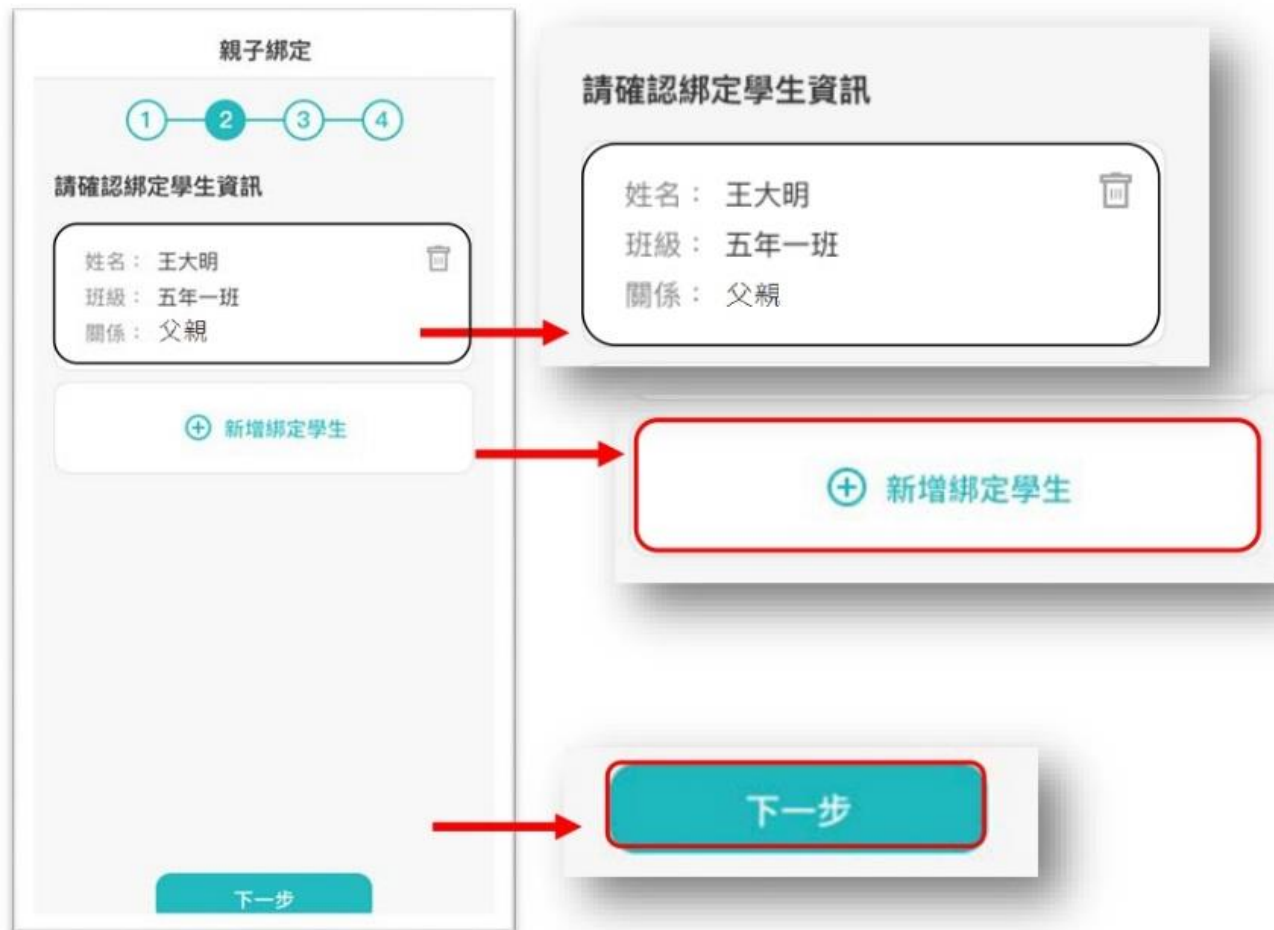 親子綁定
1 2 3 4
請確認綁定學生資訊
姓名： 王大明
班級： 五年一班
關係： 父親
新增綁定學生
下一步
請確認綁定學生資訊
姓名： 王大明
班級： 五年一班
關係： 父親
新增綁定學生
下一步